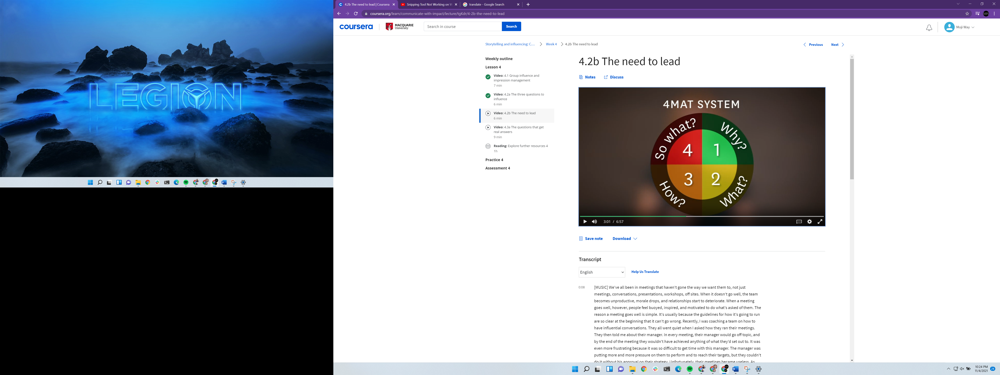 LEGION
4.2b The need to lead | Coursera
Snipping Tool Not Working on W
translate - Google Search
coursera.org/learn/communicate-with-impact/lecture/tgKdr/4-2b-the-need-to-lead
coursera
MACQUARIE
University
Search in course
Search
Moji Way
Storytelling and influencing: C...
Week 4
4.2b The need to lead
Previous
Next
Weekly outline
Lesson 4
Video: 4.1 Group influence and
impression management
7 min
Video: 4.2a The three questions to
influence
6 min
Video: 4.2b The need to lead
6 min
Video: 4.3a The questions that get
real answers
9 min
Reading: Explore further resources 4
1h
Practice 4
Assessment 4
4.2b The need to lead
Notes
Discuss
4MAT SYSTEM
So what?
Why?
4
1
3
2
How?
What?
3:01 / 6:57
Save note
Download
Transcript
English
Help Us Translate
0:08
[MUSIC] We've all been in meetings that haven't gone the way we want them to, not just
meetings, conversations, presentations, workshops, off sites. When it doesn't go well, the team
becomes unproductive, morale drops, and relationships start to deteriorate. When a meeting
goes well, however, people feel buoyed, inspired, and motivated to do what's asked of them. The
reason a meeting goes well is simple. It's usually because the guidelines for how it's going to run
are so clear at the beginning that it can't go wrong. Recently, I was coaching a team on how to
have influential conversations. They all went quiet when I asked how they ran their meetings.
They then told me about their manager. In every meeting, their manager would go off topic, and
by the end of the meeting they wouldn't have achieved anything of what they'd set out to. It was
even more frustrating because it was so difficult to get time with this manager. The manager was
putting more and more pressure on them to perform and to reach their targets, but they couldn't
do it without his approval on their strategy. Unfortunately, their meetings became useless. As
10:24 PM
11/4/2021
24